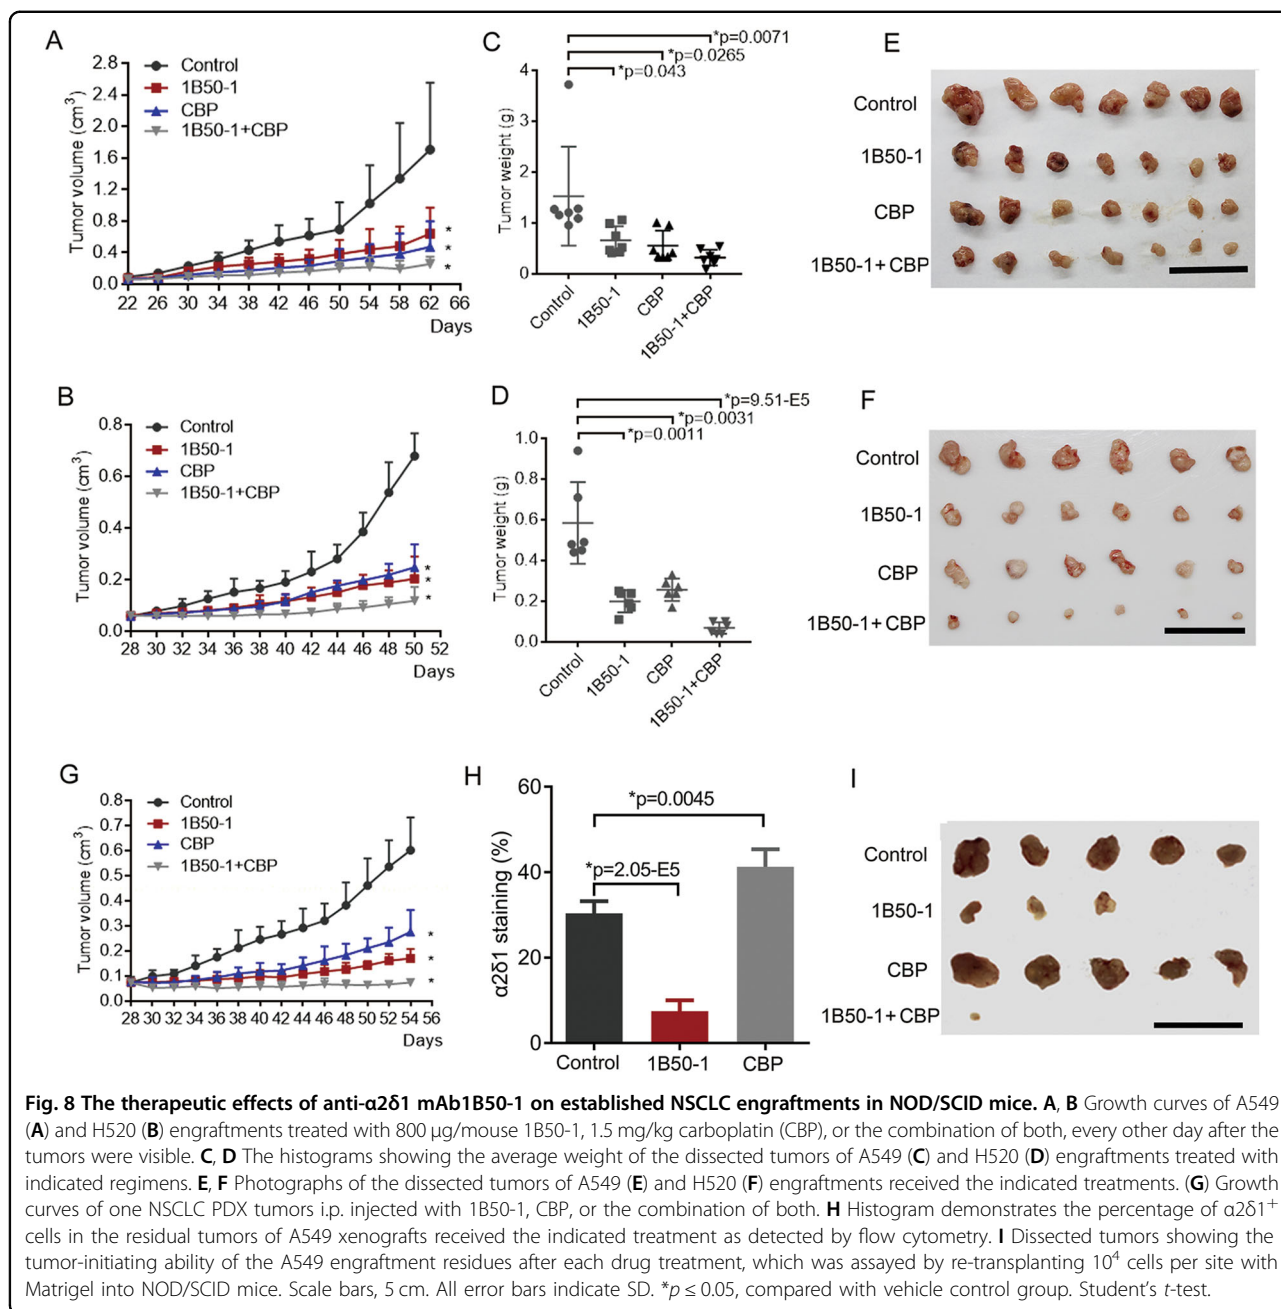 A
Control
1B50-1
CBP
1B50-1+CBP
Tumor volume (cm³)
2.8
2.4
2.0
1.6
1.2
0.8
0.4
0.0
22 26 30 34 38 42 46 50 54 58 62 66
Days
*
*
*
C
*p=0.0071
*p=0.0265
*p=0.043
Tumor weight (g)
4
3
2
1
0
Control
1B50-1
CBP
1B50-1+CBP
E
Control
1B50-1
CBP
1B50-1+CBP
B
Control
1B50-1
CBP
1B50-1+CBP
Tumor volume (cm³)
0.8
0.6
0.4
0.2
0.0
28 30 32 34 36 38 40 42 44 46 48 50 52
Days
*
*
*
D
*p=9.51-E5
*p=0.0031
*p=0.0011
Tumor weight (g)
1.0
0.8
0.6
0.4
0.2
0.0
Control
1B50-1
CBP
1B50-1+CBP
F
Control
1B50-1
CBP
1B50-1+CBP
G
Control
1B50-1
CBP
1B50-1+CBP
Tumor volume (cm³)
0.8
0.7
0.6
0.5
0.4
0.3
0.2
0.1
0.0
28 30 32 34 36 38 40 42 44 46 48 50 52 54 56
Days
*
*
*
H
*p=0.0045
*p=2.05-E5
α2δ1 staining (%)
60
40
20
0
Control 1B50-1 CBP
I
Control
1B50-1
CBP
1B50-1+CBP
Fig. 8 The therapeutic effects of anti-α2δ1 mAb1B50-1 on established NSCLC engraftments in NOD/SCID mice. A, B Growth curves of A549
(A) and H520 (B) engraftments treated with 800 μg/mouse 1B50-1, 1.5 mg/kg carboplatin (CBP), or the combination of both, every other day after the
tumors were visible. C, D The histograms showing the average weight of the dissected tumors of A549 (C) and H520 (D) engraftments treated with
indicated regimens. E, F Photographs of the dissected tumors of A549 (E) and H520 (F) engraftments received the indicated treatments. (G) Growth
curves of one NSCLC PDX tumors i.p. injected with 1B50-1, CBP, or the combination of both. H Histogram demonstrates the percentage of α2δ1⁺
cells in the residual tumors of A549 xenografts received the indicated treatment as detected by flow cytometry. I Dissected tumors showing the
tumor-initiating ability of the A549 engraftment residues after each drug treatment, which was assayed by re-transplanting 10⁴ cells per site with
Matrigel into NOD/SCID mice. Scale bars, 5 cm. All error bars indicate SD. *p ≤ 0.05, compared with vehicle control group. Student's t-test.